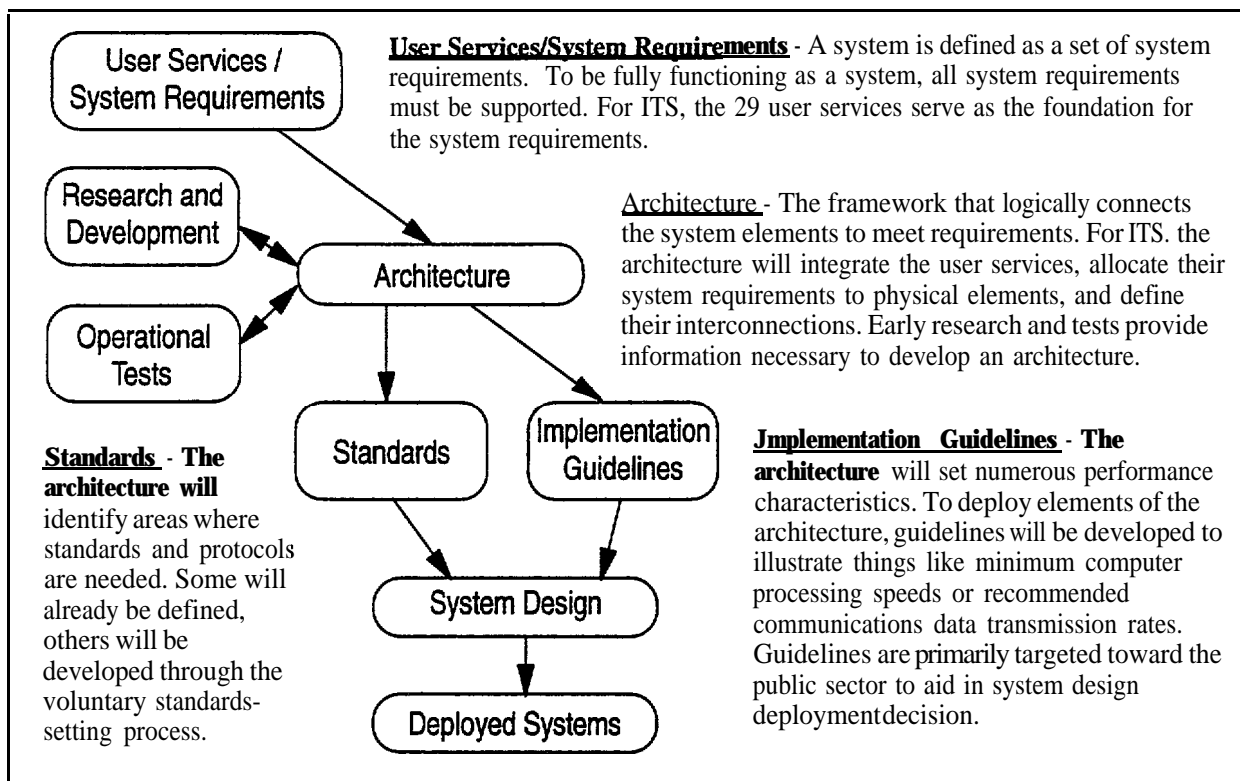 User Services /
System Requirements
User Services/System Requirements - A system is defined as a set of system
requirements. To be fully functioning as a system, all system requirements
must be supported. For ITS, the 29 user services serve as the foundation for
the system requirements.
Research and
Development
Architecture
Operational
Tests
Architecture - The framework that logically connects
the system elements to meet requirements. For ITS. the
architecture will integrate the user services, allocate their
system requirements to physical elements, and define
their interconnections. Early research and tests provide
information necessary to develop an architecture.
Standards
Implementation
Guidelines
Standards - The
architecture will
identify areas where
standards and protocols
are needed. Some will
already be defined,
others will be
developed through the
voluntary standards-
setting process.
Jmplementation Guidelines - The
architecture will set numerous performance
characteristics. To deploy elements of the
architecture, guidelines will be developed to
illustrate things like minimum computer
processing speeds or recommended
communications data transmission rates.
Guidelines are primarily targeted toward the
public sector to aid in system design
deploymentdecision.
System Design
Deployed Systems